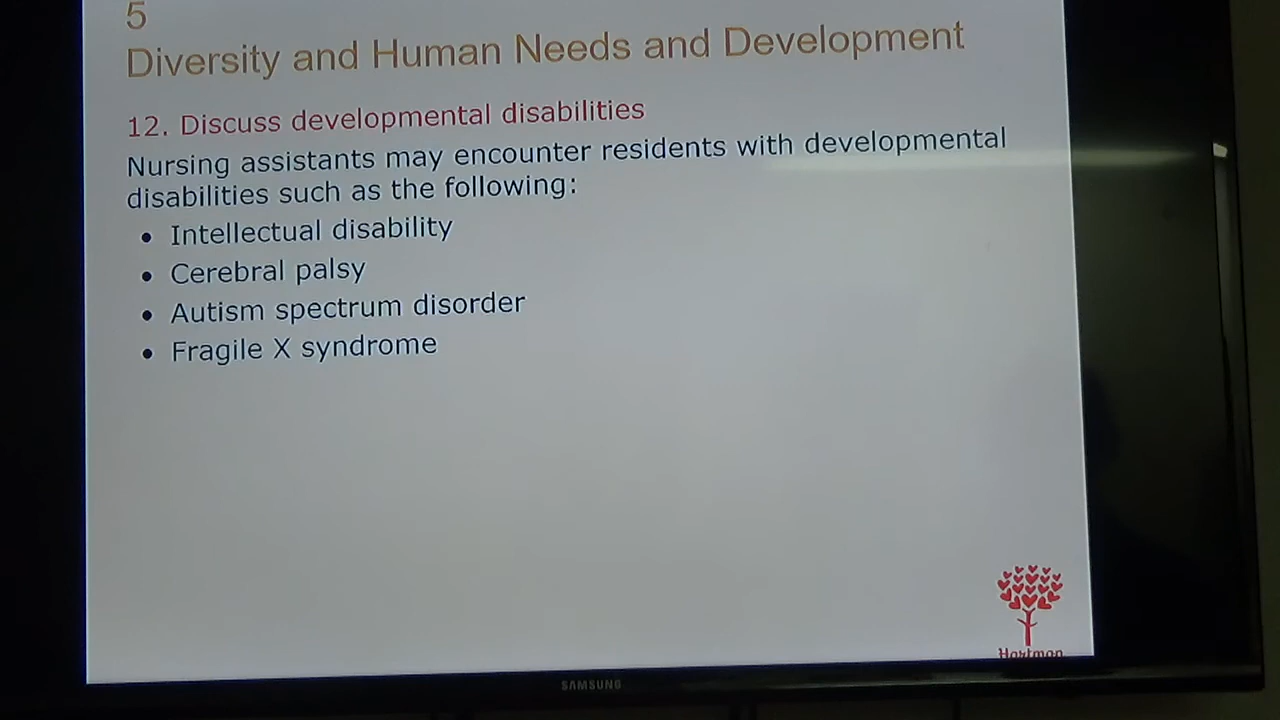 5
Diversity and Human Needs and Development
12. Discuss developmental disabilities
Nursing assistants may encounter residents with developmental
disabilities such as the following:
• Intellectual disability
• Cerebral palsy
• Autism spectrum disorder
• Fragile X syndrome
Hartman
SAMSUNG